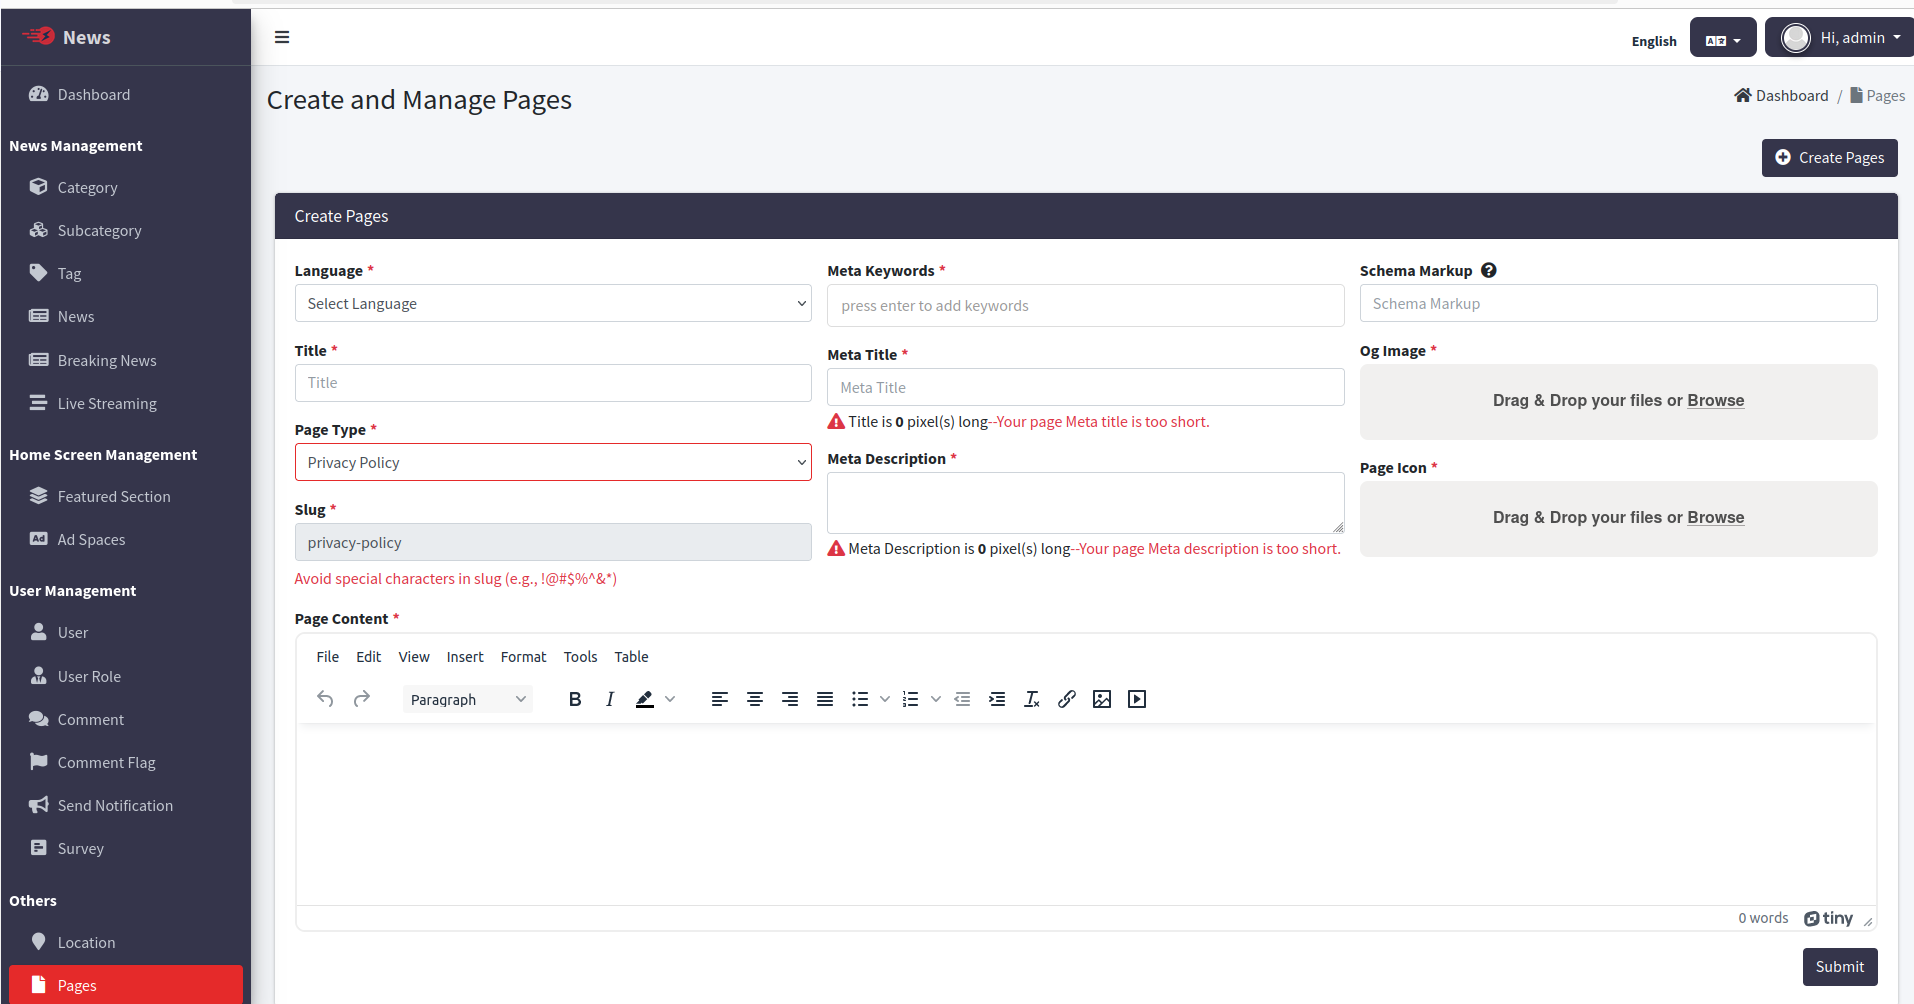 News
English
Hi, admin
Dashboard
News Management
Category
Subcategory
Tag
News
Breaking News
Live Streaming
Home Screen Management
Featured Section
Ad Spaces
User Management
User
User Role
Comment
Comment Flag
Send Notification
Survey
Others
Location
Pages
Create and Manage Pages
Dashboard / Pages
Create Pages
Create Pages
Language *
Select Language
Title *
Title
Page Type *
Privacy Policy
Slug *
privacy-policy
Avoid special characters in slug (e.g., !@#$%^&*)
Meta Keywords *
press enter to add keywords
Meta Title *
Meta Title
Title is 0 pixel(s) long--Your page Meta title is too short.
Meta Description *
Meta Description is 0 pixel(s) long--Your page Meta description is too short.
Schema Markup ?
Schema Markup
Og Image *
Drag & Drop your files or Browse
Page Icon *
Drag & Drop your files or Browse
Page Content *
File Edit View Insert Format Tools Table
Paragraph
0 words tiny
Submit